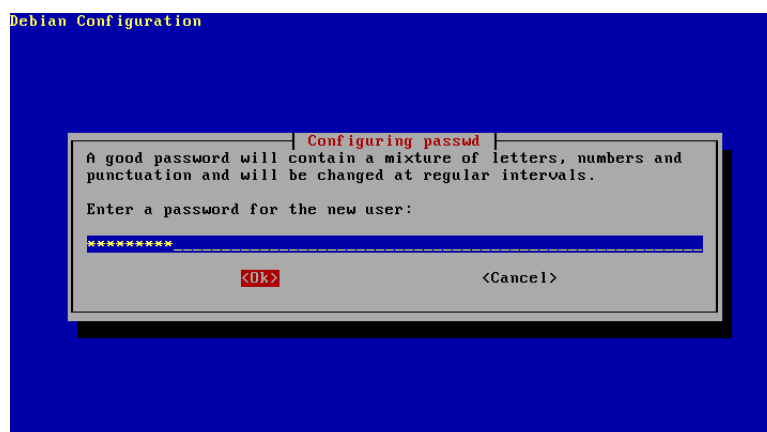 Debian Configuration
Configuring passwd
A good password will contain a mixture of letters, numbers and
punctuation and will be changed at regular intervals.
Enter a password for the new user:
*********
<Ok> <Cancel>